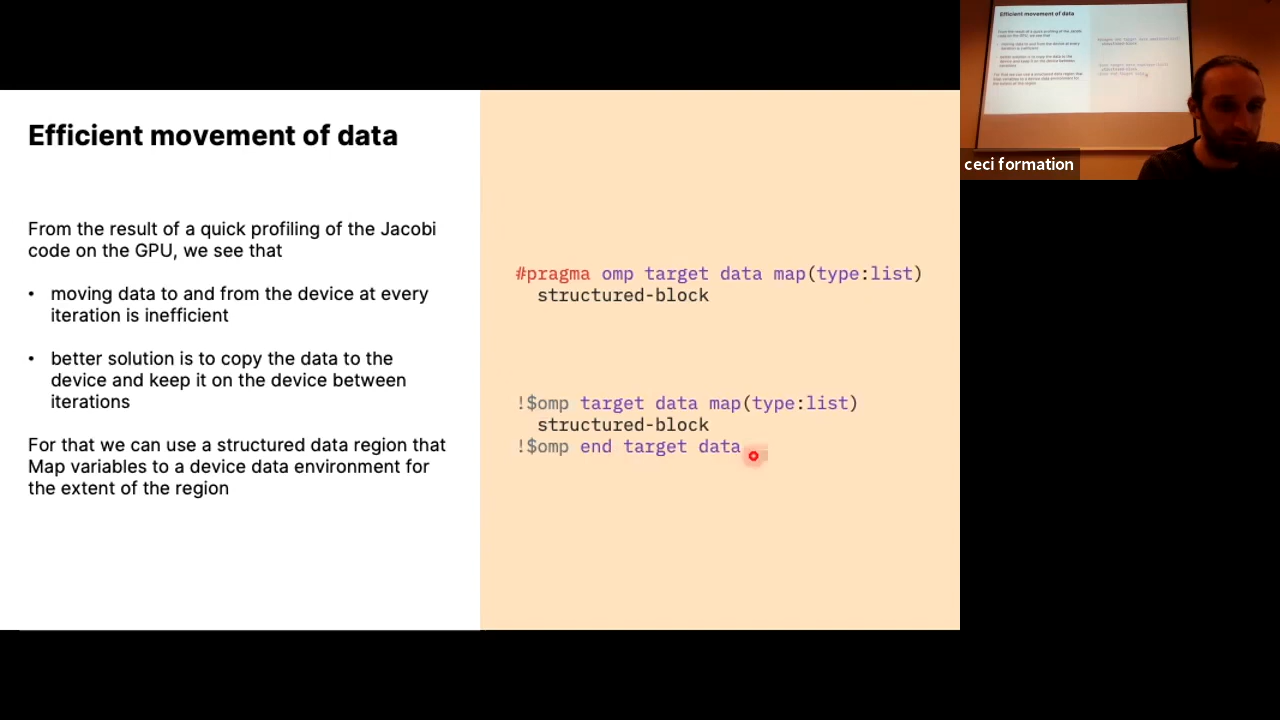 Efficient movement of data
From the result of a quick profiling of the Jacobi
code on the GPU, we see that
• moving data to and from the device at every
iteration is inefficient
• better solution is to copy the data to the
device and keep it on the device between
iterations
For that we can use a structured data region that
Map variables to a device data environment for
the extent of the region
#pragma omp target data map(type:list)
structured-block
!$omp target data map(type:list)
structured-block
!$omp end target data
Efficient movement of data
ceci formation